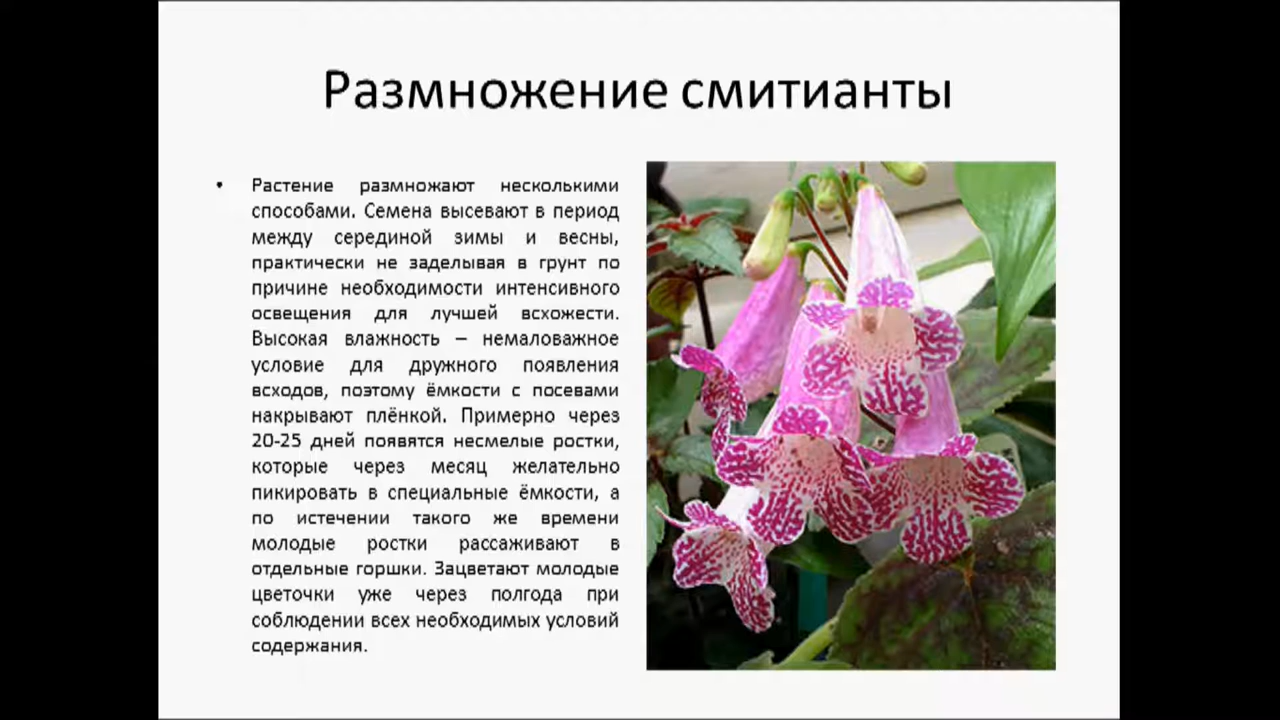 Размножение смитианты
• Растение размножают несколькими
способами. Семена высевают в период
между серединой зимы и весны,
практически не заделывая в грунт по
причине необходимости интенсивного
освещения для лучшей всхожести.
Высокая влажность – немаловажное
условие для дружного появления
всходов, поэтому ёмкости с посевами
накрывают плёнкой. Примерно через
20-25 дней появятся несмелые ростки,
которые через месяц желательно
пикировать в специальные ёмкости, а
по истечении такого же времени
молодые ростки рассаживают в
отдельные горшки. Зацветают молодые
цветочки уже через полгода при
соблюдении всех необходимых условий
содержания.